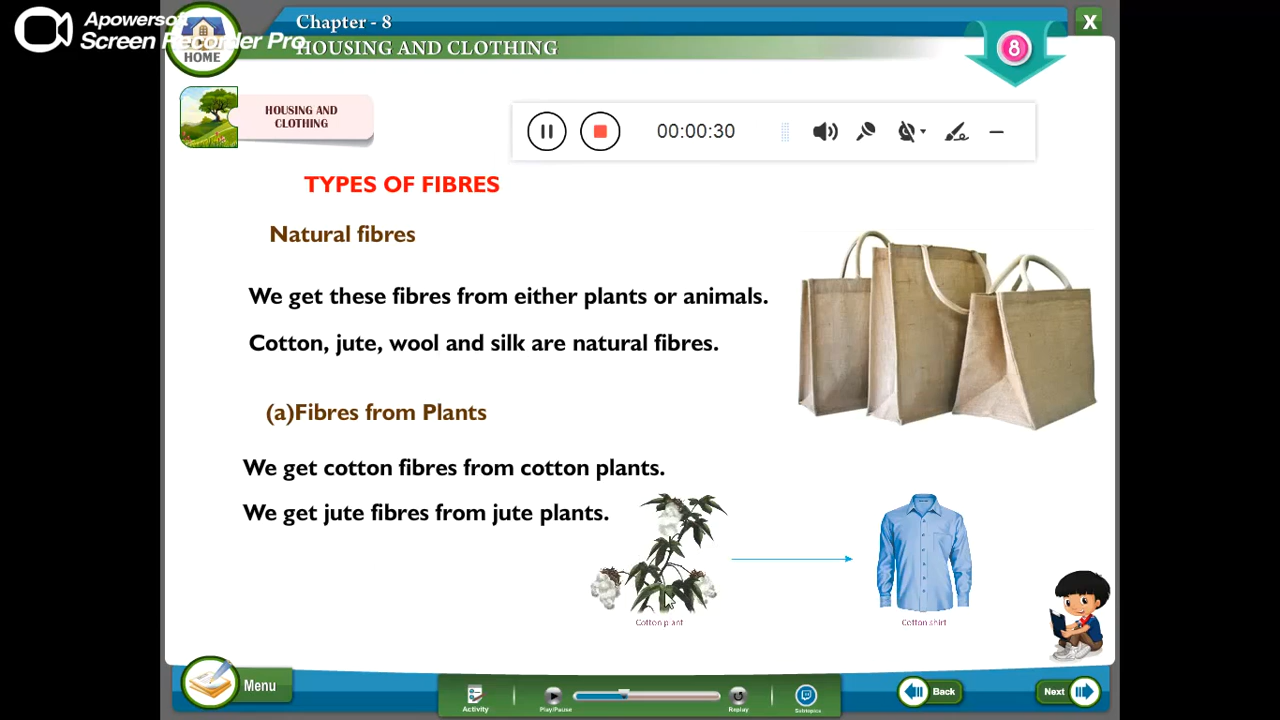 Apowersoft
Screen Recorder Pro
Chapter - 8
HOUSING AND CLOTHING
8
X
HOME
HOUSING AND
CLOTHING
00:00:30
TYPES OF FIBRES
Natural fibres
We get these fibres from either plants or animals.
Cotton, jute, wool and silk are natural fibres.
(a)Fibres from Plants
We get cotton fibres from cotton plants.
We get jute fibres from jute plants.
Cotton plant
Cotton shirt
Menu
Activity
Play/Pause
Replay
Subtopics
Back
Next